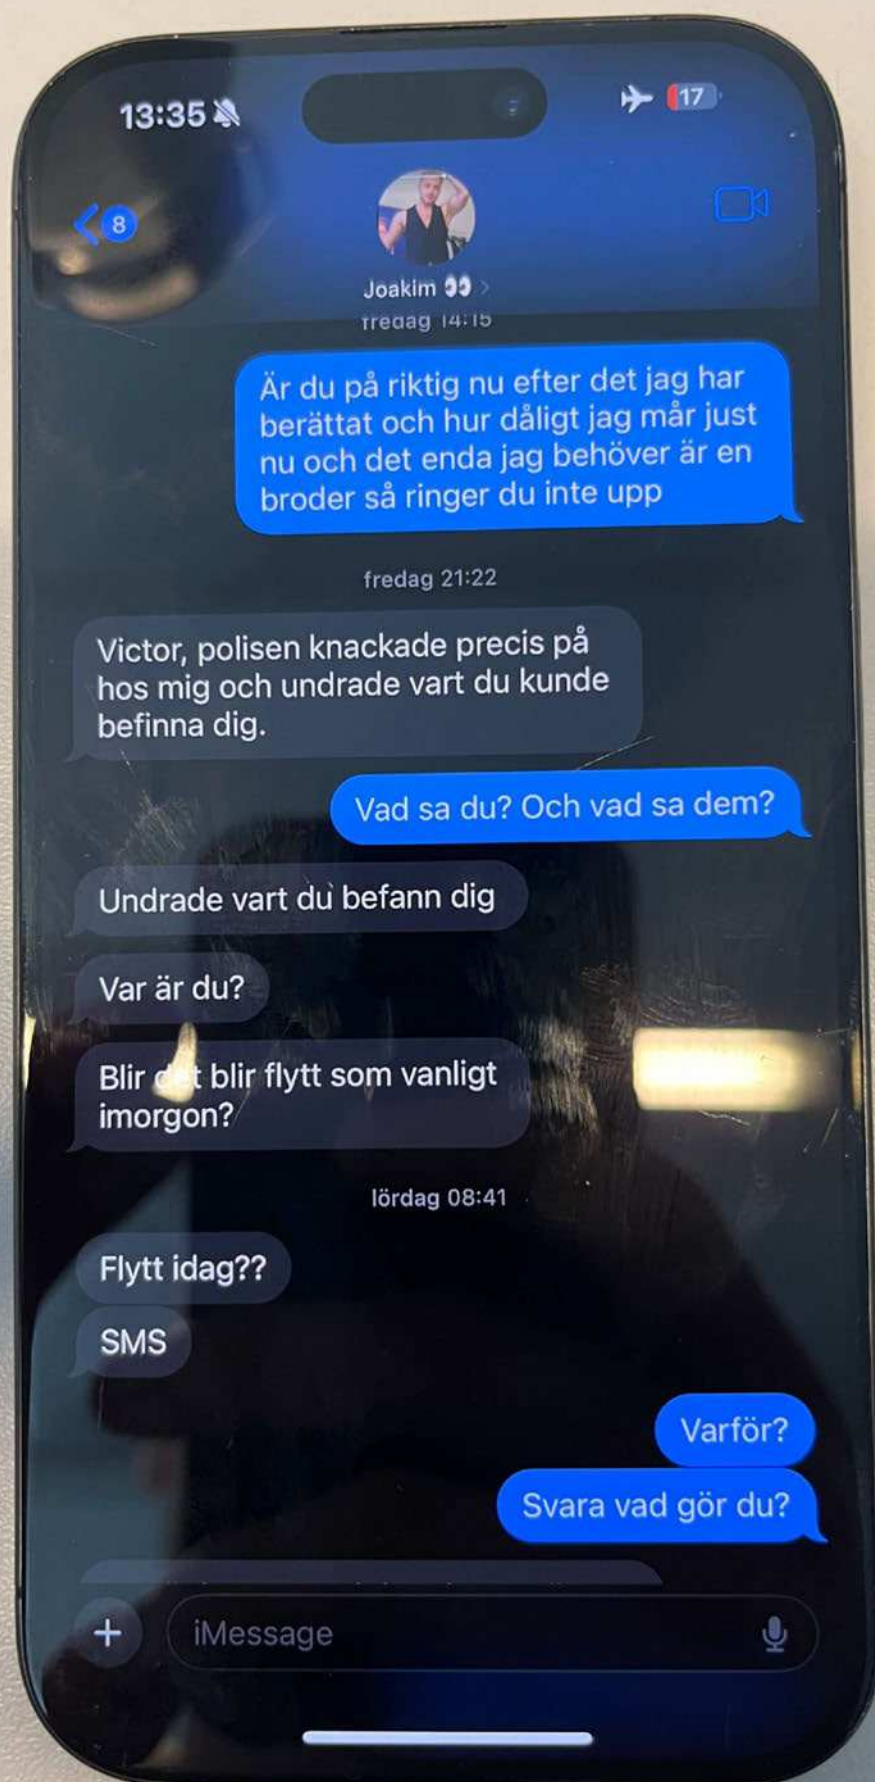 13:35
17
8
Joakim 👀 >
fredag 14:15
Är du på riktig nu efter det jag har
berättat och hur dåligt jag mår just
nu och det enda jag behöver är en
broder så ringer du inte upp
fredag 21:22
Victor, polisen knackade precis på
hos mig och undrade vart du kunde
befinna dig.
Vad sa du? Och vad sa dem?
Undrade vart du befann dig
Var är du?
Blir det blir flytt som vanligt
imorgon?
lördag 08:41
Flytt idag??
SMS
Varför?
Svara vad gör du?
iMessage